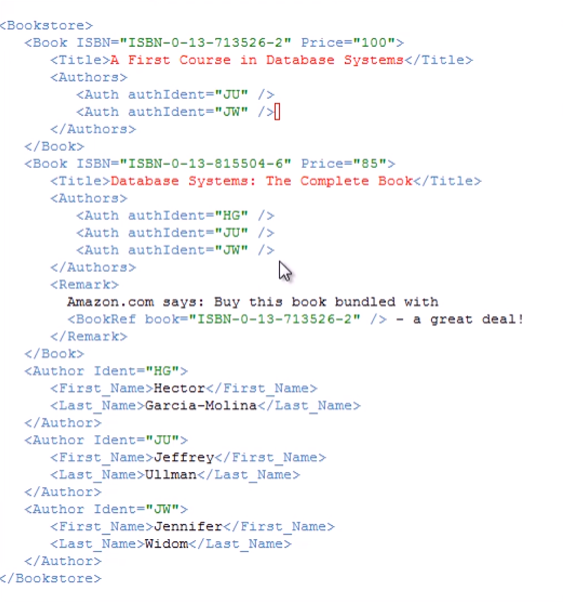 <Bookstore>
<Book ISBN="ISBN-0-13-713526-2" Price="100">
<Title>A First Course in Database Systems</Title>
<Authors>
<Auth authIdent="JU" />
<Auth authIdent="JW" />
</Authors>
</Book>
<Book ISBN="ISBN-0-13-815504-6" Price="85">
<Title>Database Systems: The Complete Book</Title>
<Authors>
<Auth authIdent="HG" />
<Auth authIdent="JU" />
<Auth authIdent="JW" />
</Authors>
<Remark>
Amazon.com says: Buy this book bundled with
<BookRef book="ISBN-0-13-713526-2" /> - a great deal!
</Remark>
</Book>
<Author Ident="HG">
<First_Name>Hector</First_Name>
<Last_Name>Garcia-Molina</Last_Name>
</Author>
<Author Ident="JU">
<First_Name>Jeffrey</First_Name>
<Last_Name>Ullman</Last_Name>
</Author>
<Author Ident="JW">
<First_Name>Jennifer</First_Name>
<Last_Name>Widom</Last_Name>
</Author>
</Bookstore>